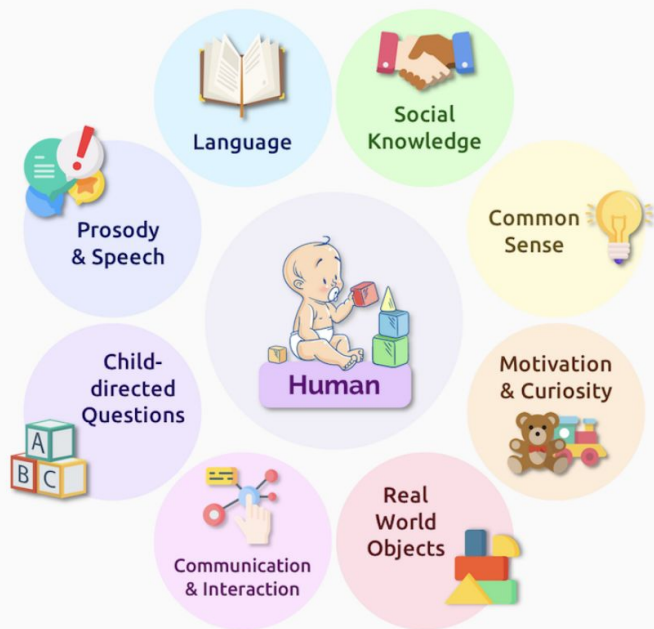 Language
Social
Knowledge
Prosody
& Speech
Common
Sense
Human
Child-
directed
Questions
A
B C
Motivation
& Curiosity
Communication
& Interaction
Real
World
Objects